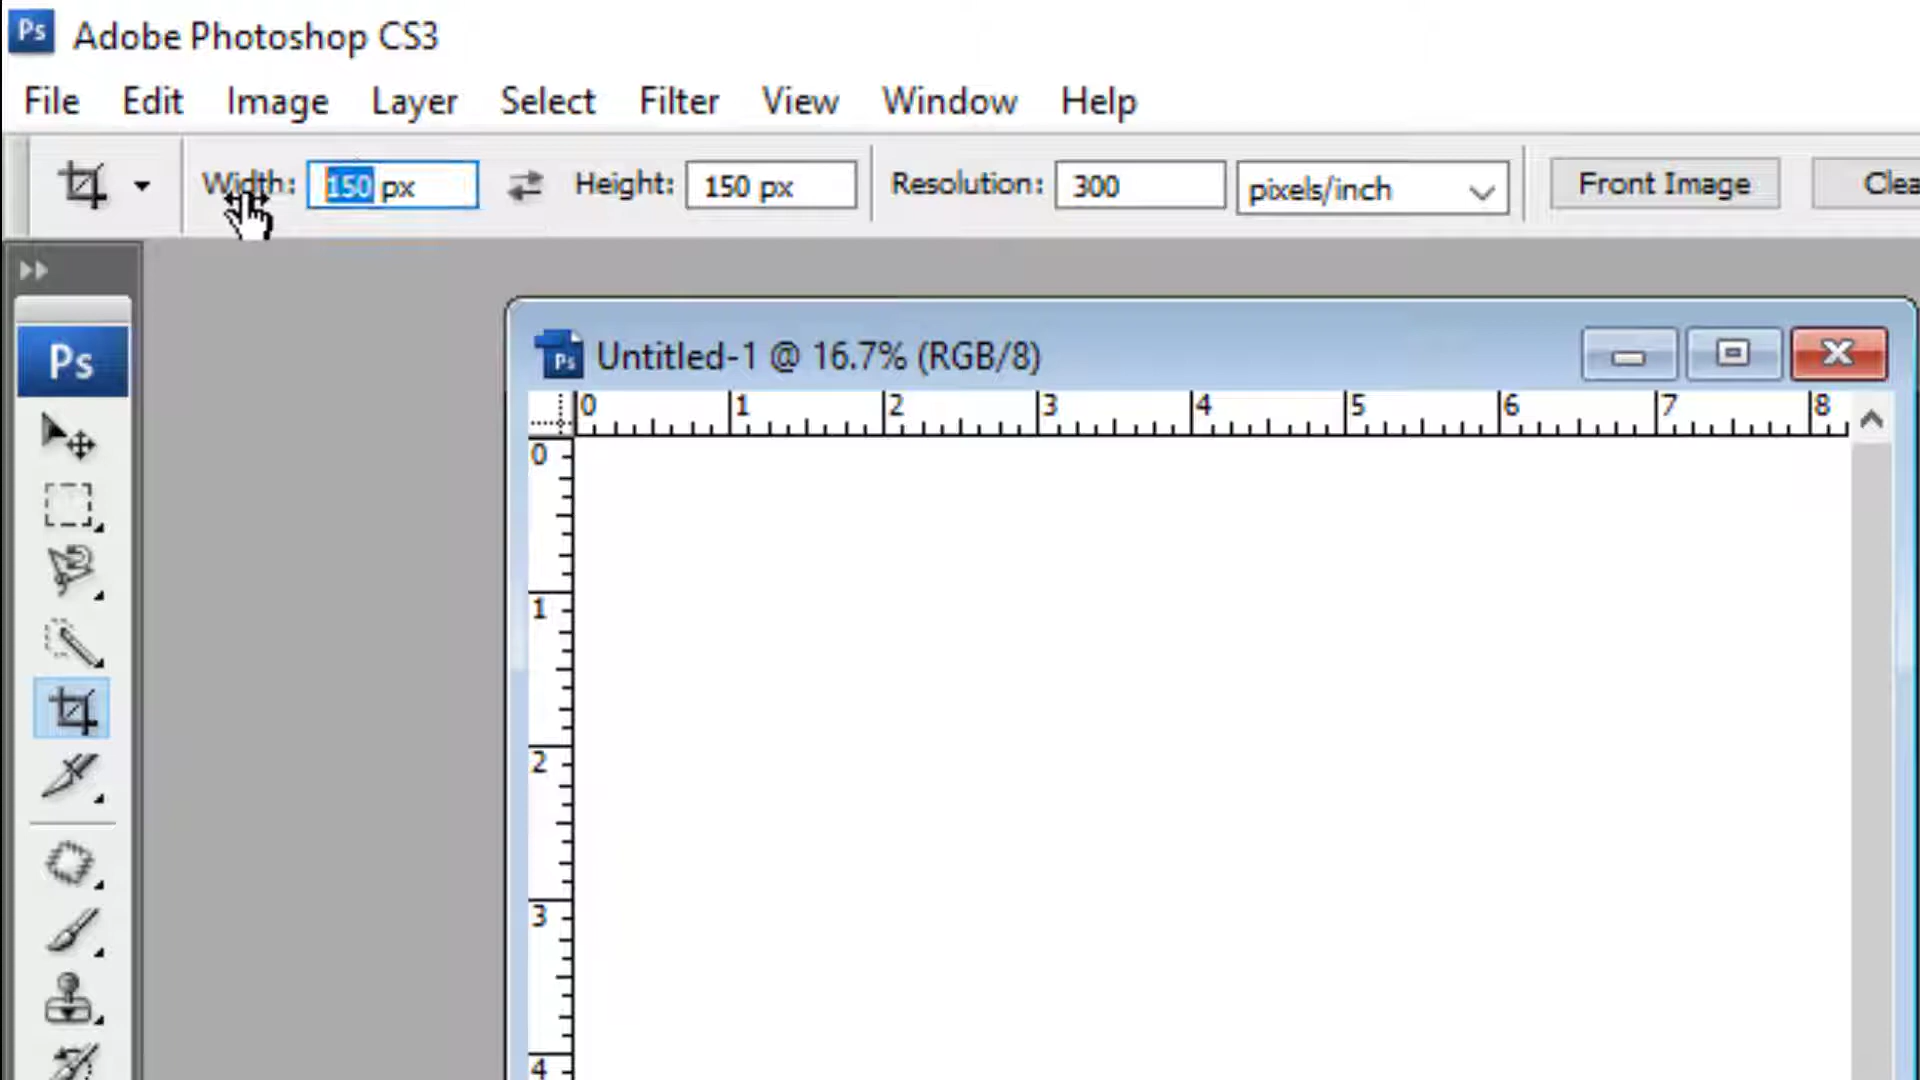 Ps Adobe Photoshop CS3
File Edit Image Layer Select Filter View Window Help
Width: 150 px Height: 150 px Resolution: 300 pixels/inch Front Image Clea
Ps
Ps Untitled-1 @ 16.7% (RGB/8)
0 1 2 3 4 5 6 7 8
0
1
2
3
4